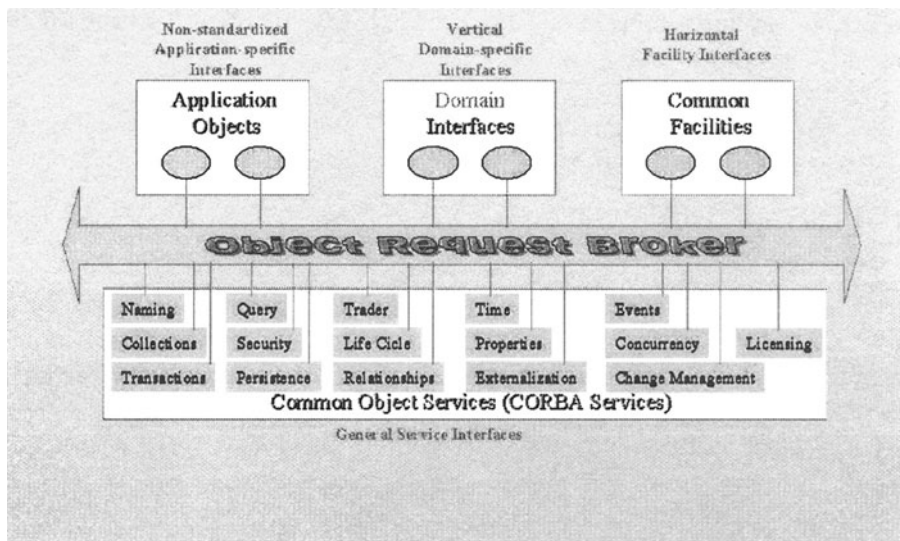 Non-standardized
Application-specific
Interfaces
Vertical
Domain-specific
Interfaces
Horizontal
Facility Interfaces
Application
Objects
Domain
Interfaces
Common
Facilities
Object Request Broker
Naming
Query
Trader
Time
Events
Collections
Security
Life Cicle
Properties
Concurrency
Licensing
Transactions
Persistence
Relationships
Externalization
Change Management
Common Object Services (CORBA Services)
General Service Interfaces